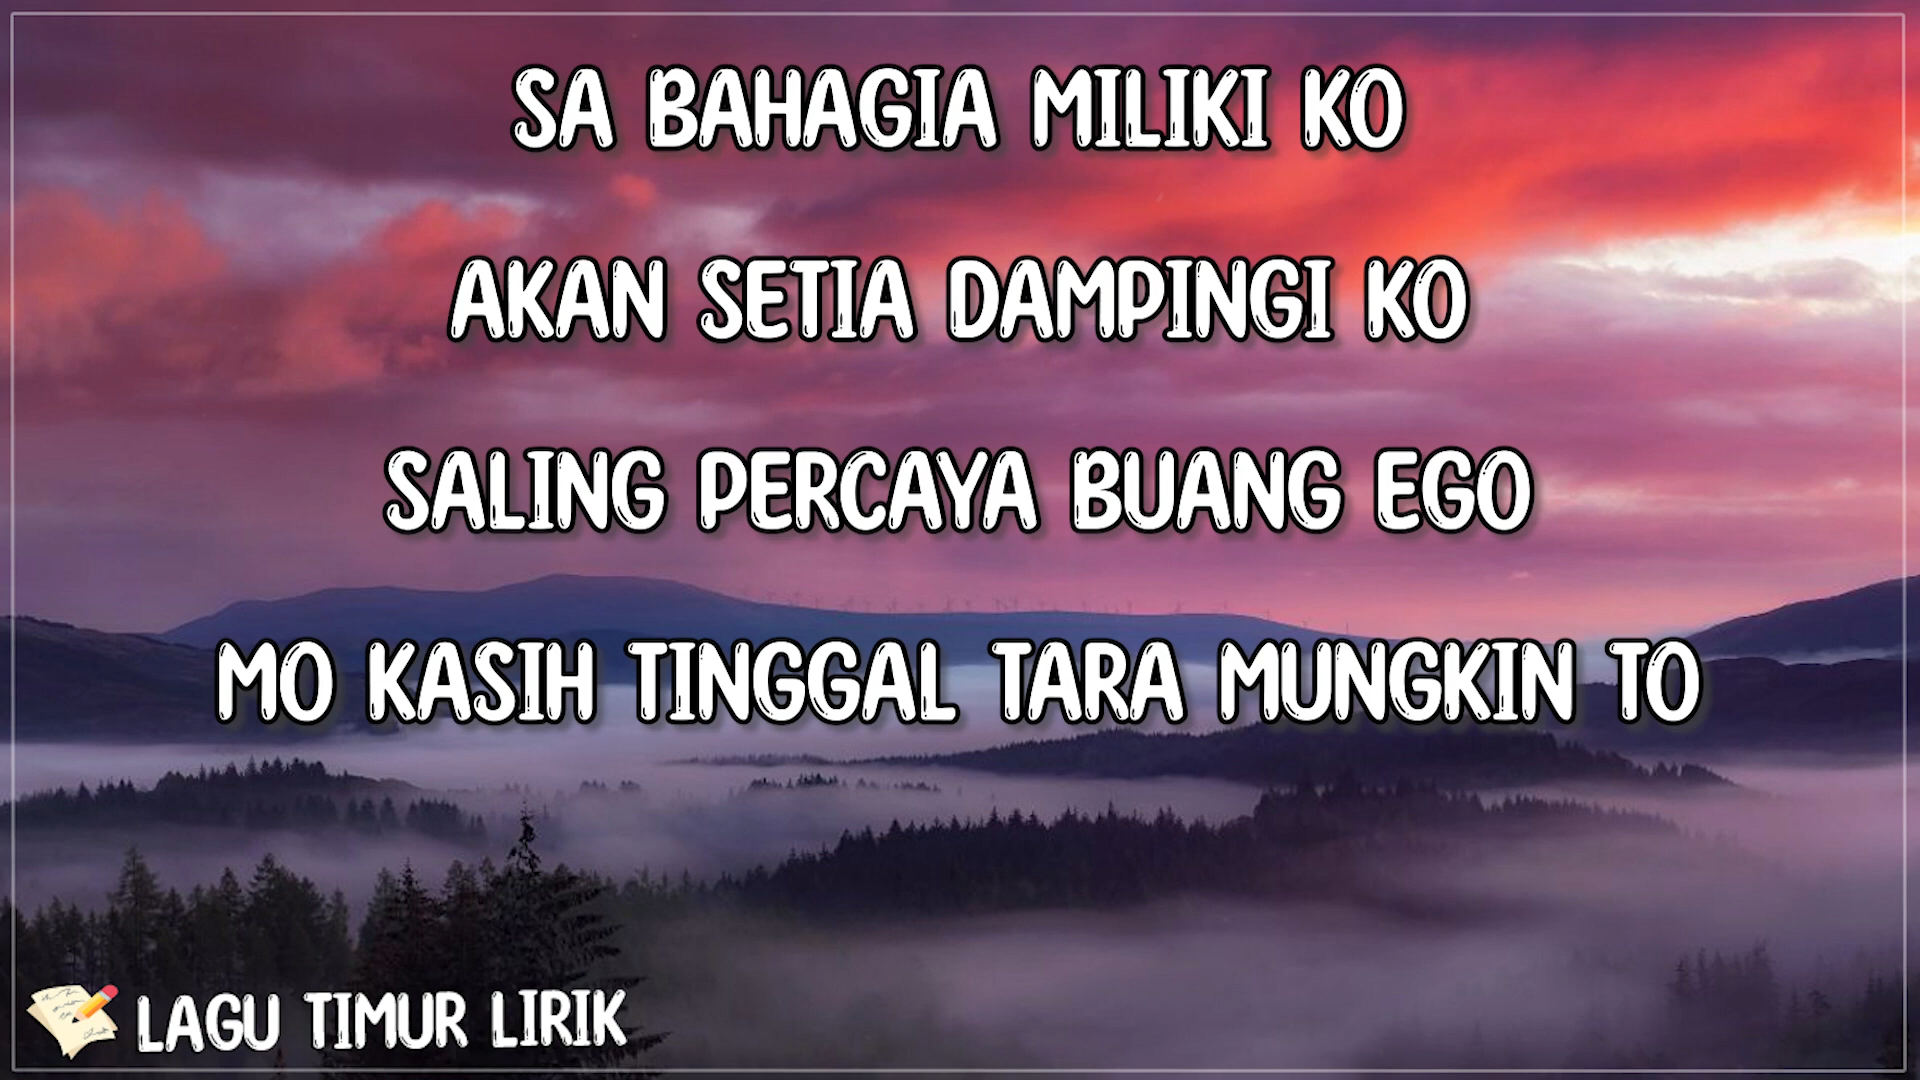 SA BAHAGIA MILIKI KO
AKAN SETIA DAMPINGI KO
SALING PERCAYA BUANG EGO
MO KASIH TINGGAL TARA MUNGKIN TO
LAGU TIMUR LIRIK